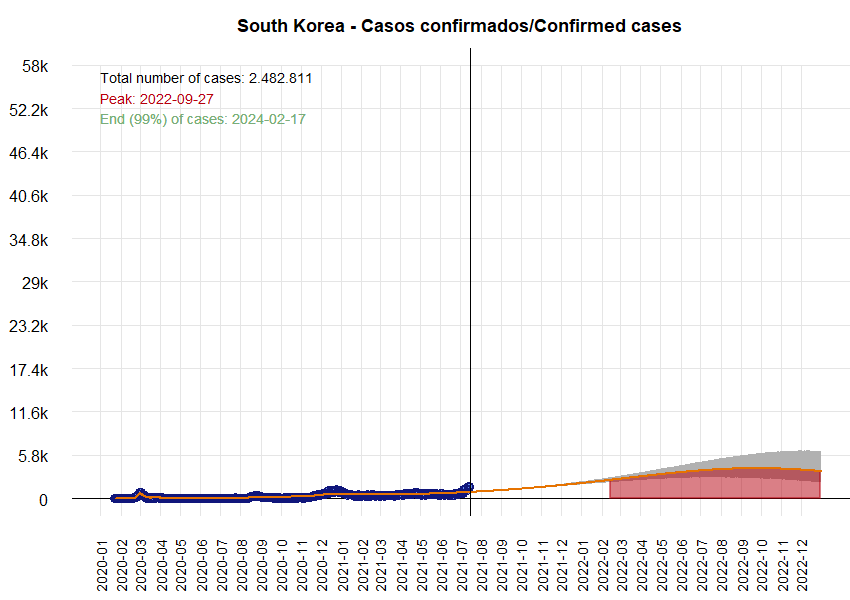 South Korea - Casos confirmados/Confirmed cases
58k
52.2k
46.4k
40.6k
34.8k
29k
23.2k
17.4k
11.6k
5.8k
0
Total number of cases: 2.482.811
Peak: 2022-09-27
End (99%) of cases: 2024-02-17
2020-01
2020-02
2020-03
2020-04
2020-05
2020-06
2020-07
2020-08
2020-09
2020-10
2020-11
2020-12
2021-01
2021-02
2021-03
2021-04
2021-05
2021-06
2021-07
2021-08
2021-09
2021-10
2021-11
2021-12
2022-01
2022-02
2022-03
2022-04
2022-05
2022-06
2022-07
2022-08
2022-09
2022-10
2022-11
2022-12